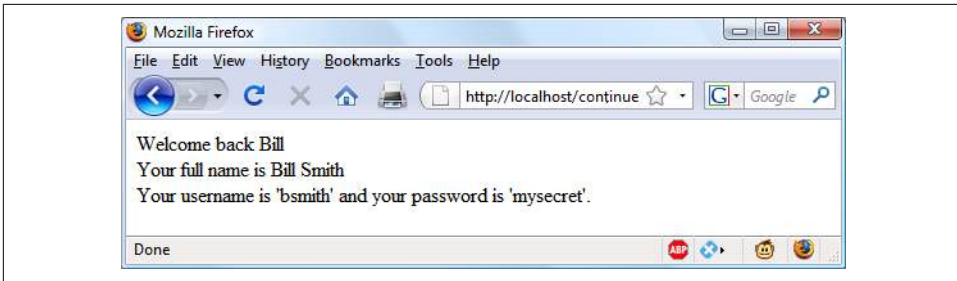 Mozilla Firefox
File Edit View History Bookmarks Tools Help
http://localhost/continue G Google
Welcome back Bill
Your full name is Bill Smith
Your username is 'bsmith' and your password is 'mysecret'.
Done ABP